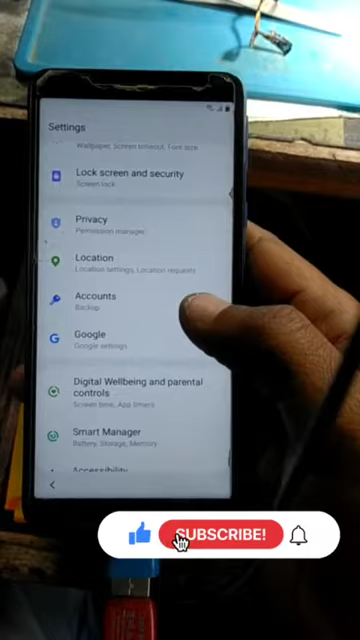 Settings
Wallpaper, Screen timeout, Font size
Lock screen and security
Screen lock
Privacy
Permission manager
Location
Location settings, Location requests
Accounts
Backup
Google
Google settings
Digital Wellbeing and parental
controls
Screen time, App timers
Smart Manager
Battery, Storage, Memory
Accessibility
SUBSCRIBE!